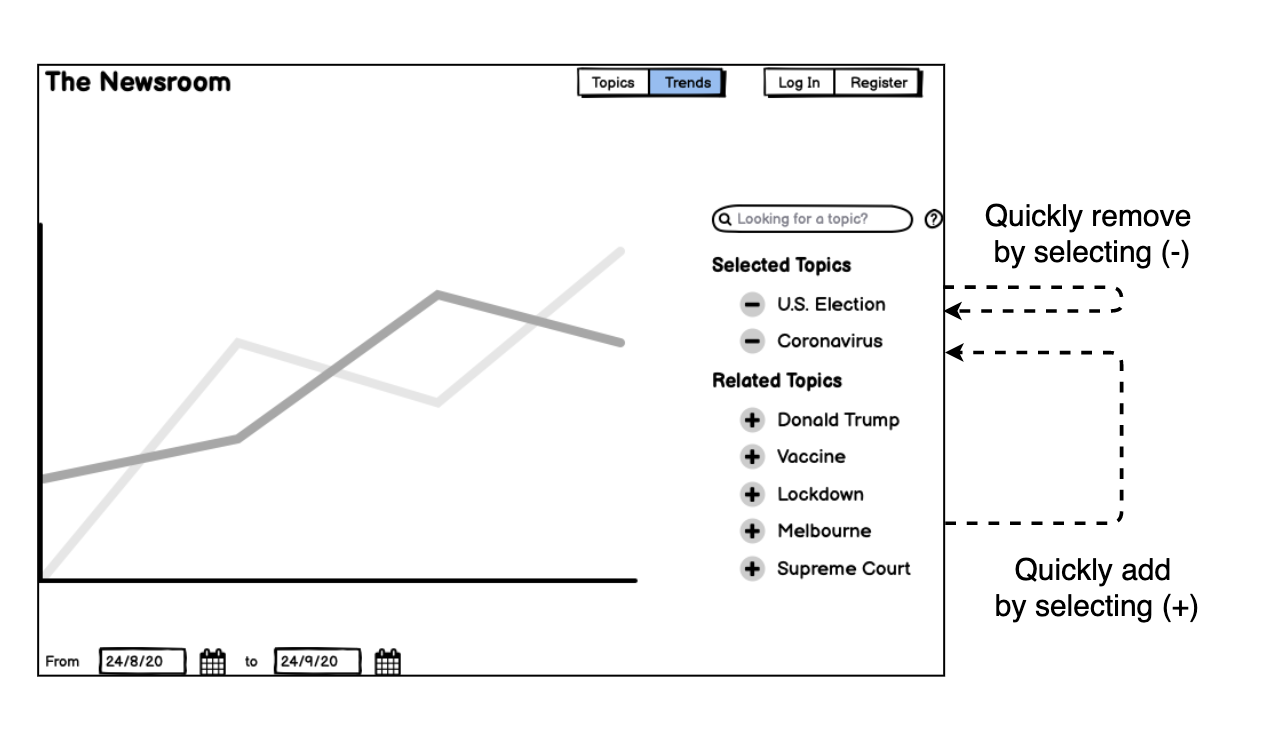 The Newsroom
Topics Trends Log In Register
Looking for a topic? ?
Selected Topics
U.S. Election
Coronavirus
Related Topics
Donald Trump
Vaccine
Lockdown
Melbourne
Supreme Court
From 24/8/20 to 24/9/20
Quickly remove
by selecting (-)
Quickly add
by selecting (+)